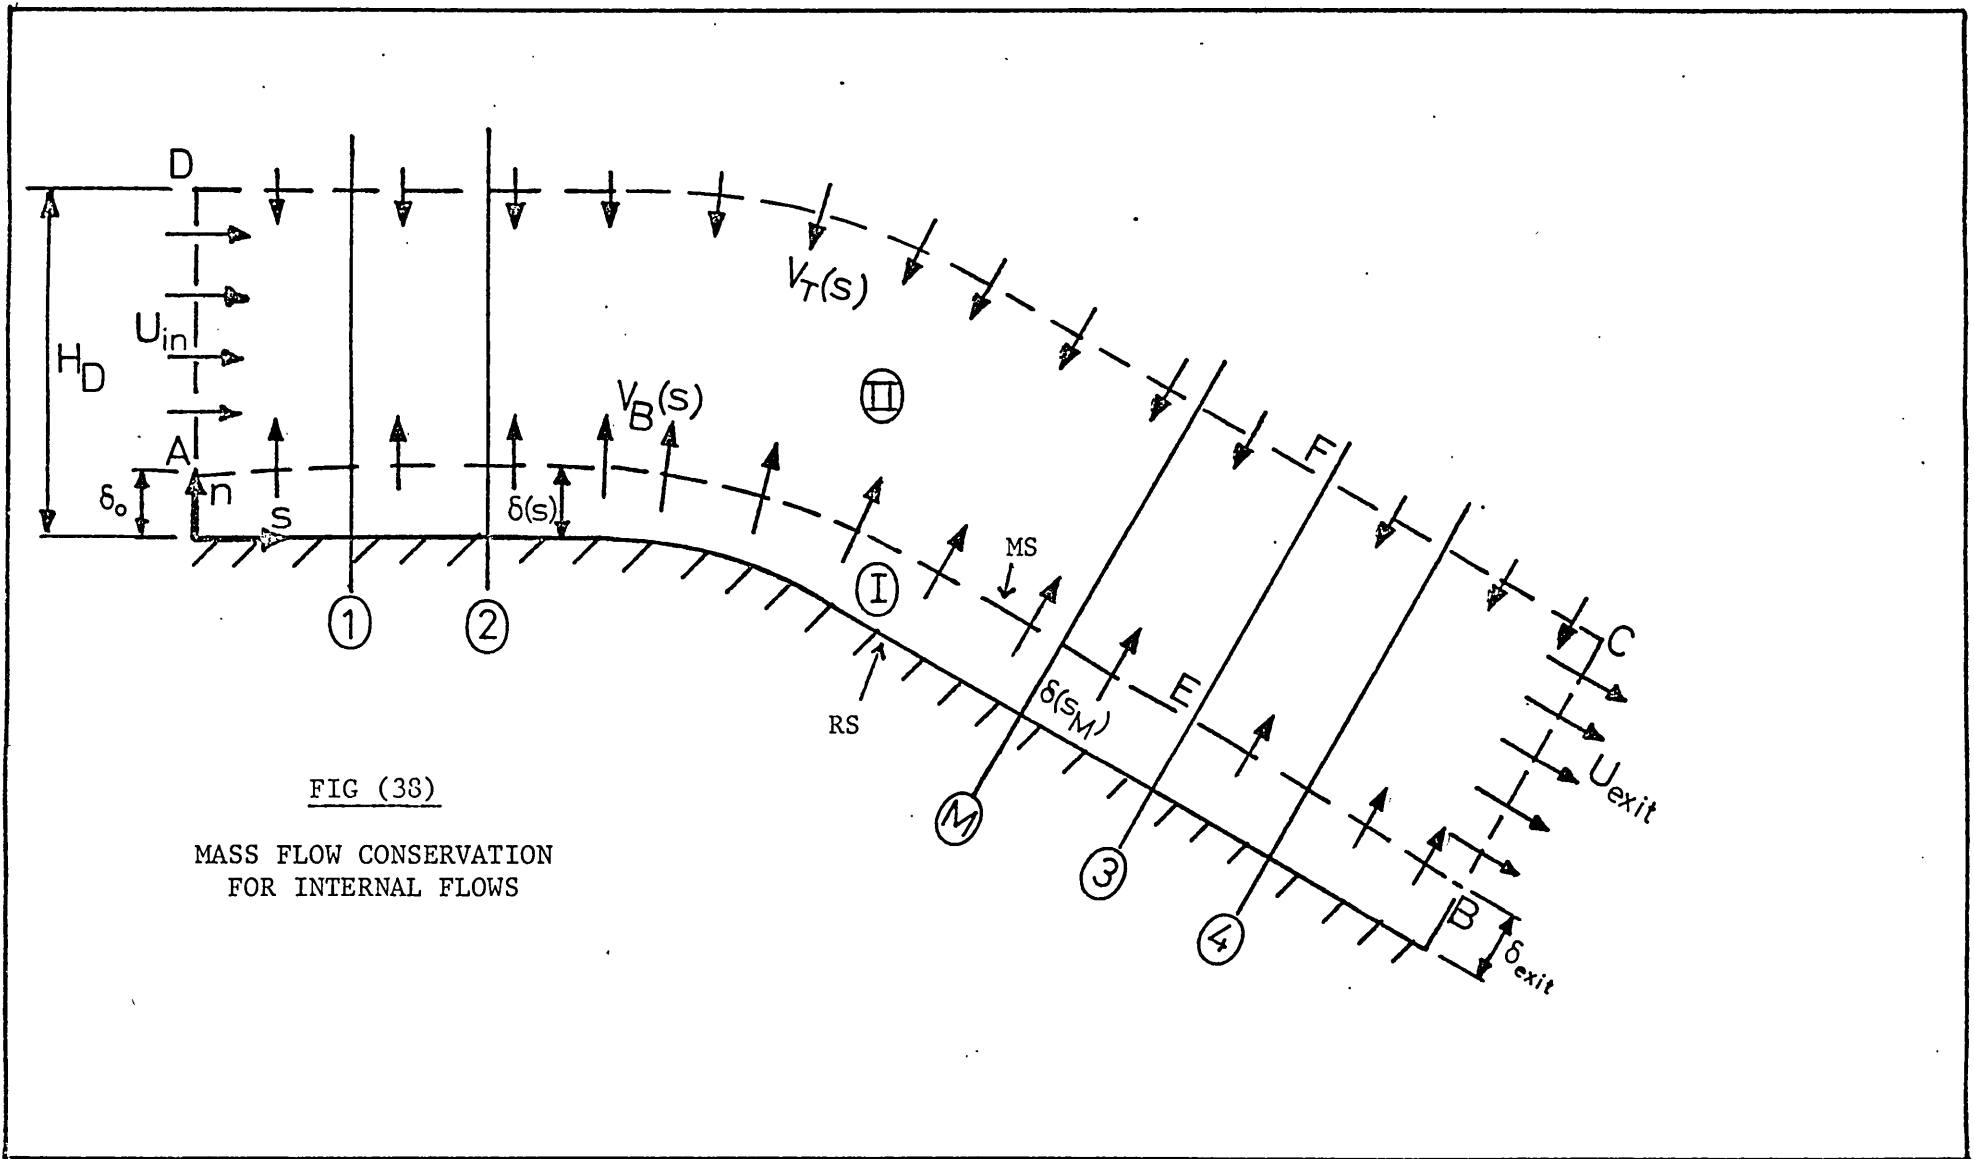 D
V_T(s)
U_in
H_D
V_B(s)
II
F
A
n
δ_o
s
δ(s)
MS
I
1
2
C
E
δ(s_M)
RS
U_exit
FIG (38)
M
MASS FLOW CONSERVATION
FOR INTERNAL FLOWS
3
B
4
δ_exit